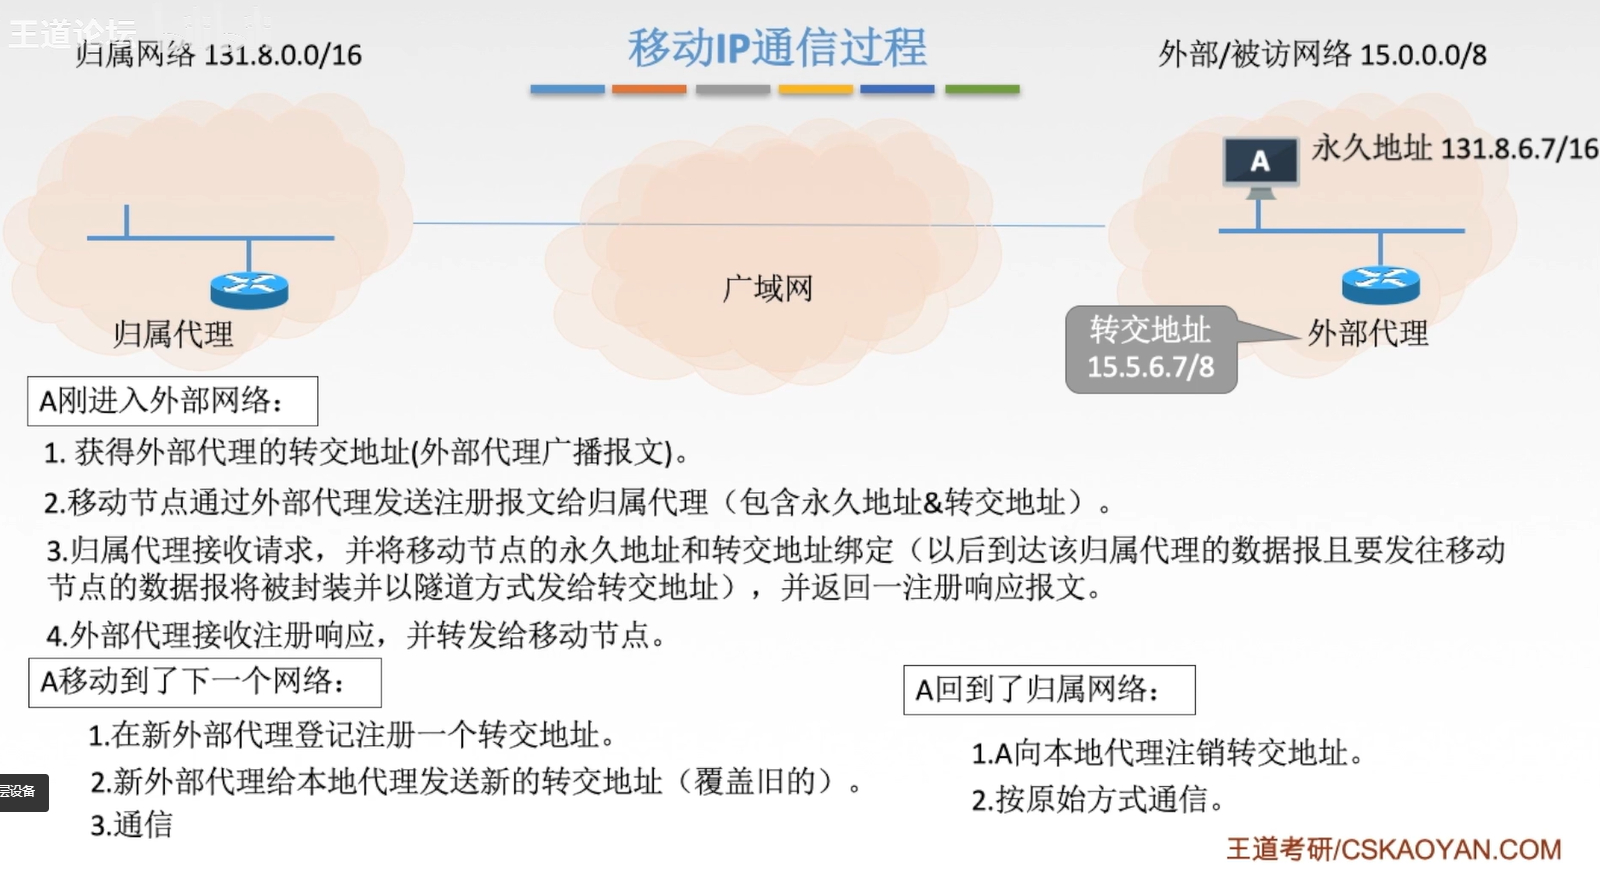 王道论坛
归属网络 131.8.0.0/16
移动IP通信过程
外部/被访网络 15.0.0.0/8
A
永久地址 131.8.6.7/16
广域网
归属代理
转交地址
15.5.6.7/8
外部代理
A刚进入外部网络：
1. 获得外部代理的转交地址(外部代理广播报文)。
2.移动节点通过外部代理发送注册报文给归属代理（包含永久地址&转交地址）。
3.归属代理接收请求，并将移动节点的永久地址和转交地址绑定（以后到达该归属代理的数据报且要发往移动
节点的数据报将被封装并以隧道方式发给转交地址），并返回一注册响应报文。
4.外部代理接收注册响应，并转发给移动节点。
A移动到了下一个网络：
1.在新外部代理登记注册一个转交地址。
2.新外部代理给本地代理发送新的转交地址（覆盖旧的）。
3.通信
A回到了归属网络：
1.A向本地代理注销转交地址。
2.按原始方式通信。
层设备
王道考研/CSKAOYAN.COM